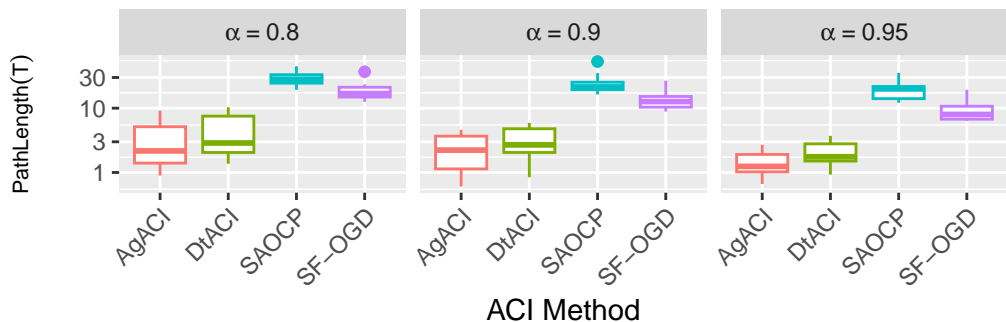 α = 0.8
α = 0.9
α = 0.95
PathLength(T)
30
10
3
1
AgACI
DtACI
SAOCP
SF−OGD
AgACI
DtACI
SAOCP
SF−OGD
AgACI
DtACI
SAOCP
SF−OGD
ACI Method